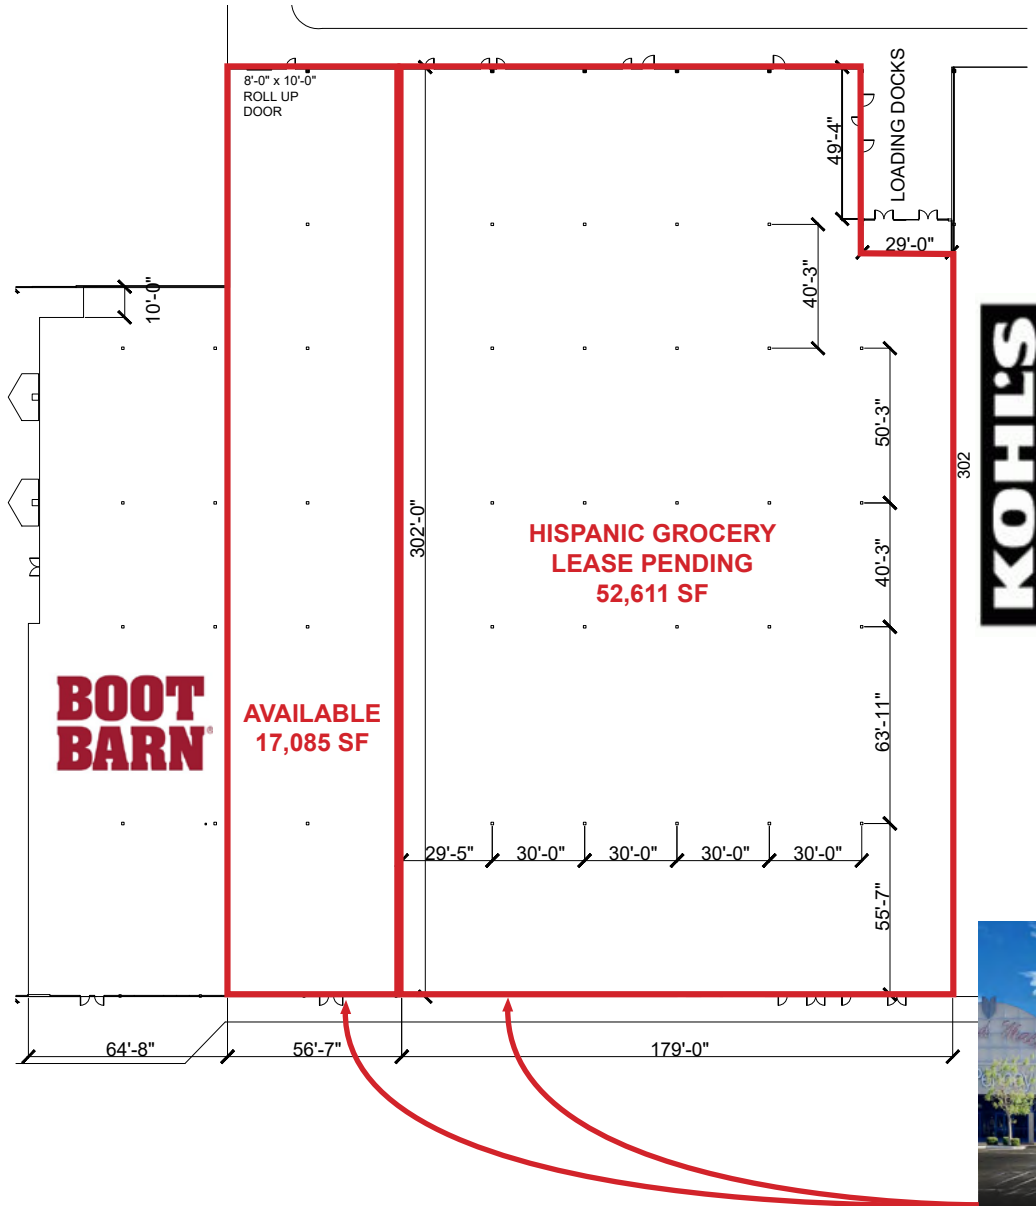 8'-0" x 10'-0"
ROLL UP
DOOR
LOADING DOCKS
49'-4"
29'-0"
40'-3"
10'-0"
KOHL'S
50'-3"
302
302'-0"
HISPANIC GROCERY
LEASE PENDING
52,611 SF
40'-3"
BOOT
BARN®
AVAILABLE
17,085 SF
63'-11"
29'-5"
30'-0"
30'-0"
30'-0"
30'-0"
55'-7"
64'-8"
56'-7"
179'-0"